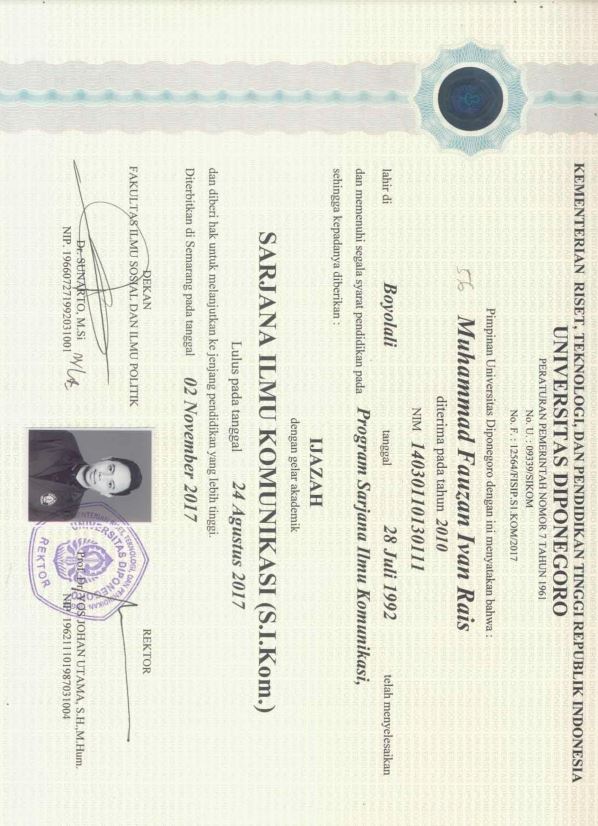 KEMENTERIAN RISET, TEKNOLOGI, DAN PENDIDIKAN TINGGI REPUBLIK INDONESIA
UNIVERSITAS DIPONEGORO
PERATURAN PEMERINTAH NOMOR 7 TAHUN 1961
No. U. : 09339/SIKOM
No. F. : 12564/FISIP.S1.KOM/2017
Pimpinan Universitas Diponegoro dengan ini menyatakan bahwa :
56 Muhammad Fauzan Ivan Rais
diterima pada tahun 2010
NIM 14030110130111
lahir di Boyolali tanggal 28 Juli 1992 telah menyelesaikan
dan memenuhi segala syarat pendidikan pada Program Sarjana Ilmu Komunikasi,
sehingga kepadanya diberikan :
IJAZAH
dengan gelar akademik
SARJANA ILMU KOMUNIKASI (S.I.Kom.)
Lulus pada tanggal 24 Agustus 2017
dan diberi hak untuk melanjutkan ke jenjang pendidikan yang lebih tinggi.
Diterbitkan di Semarang pada tanggal 02 November 2017
DEKAN
FAKULTAS ILMU SOSIAL DAN ILMU POLITIK
Dr. SUNARTO, M.Si
NIP. 196607271992031001
UNIVERSITAS DIPONEGORO
REKTOR
REKTOR
Prof. Dr. YOS JOHAN UTAMA, S.H.,M.Hum.
NIP. 196211101987031004